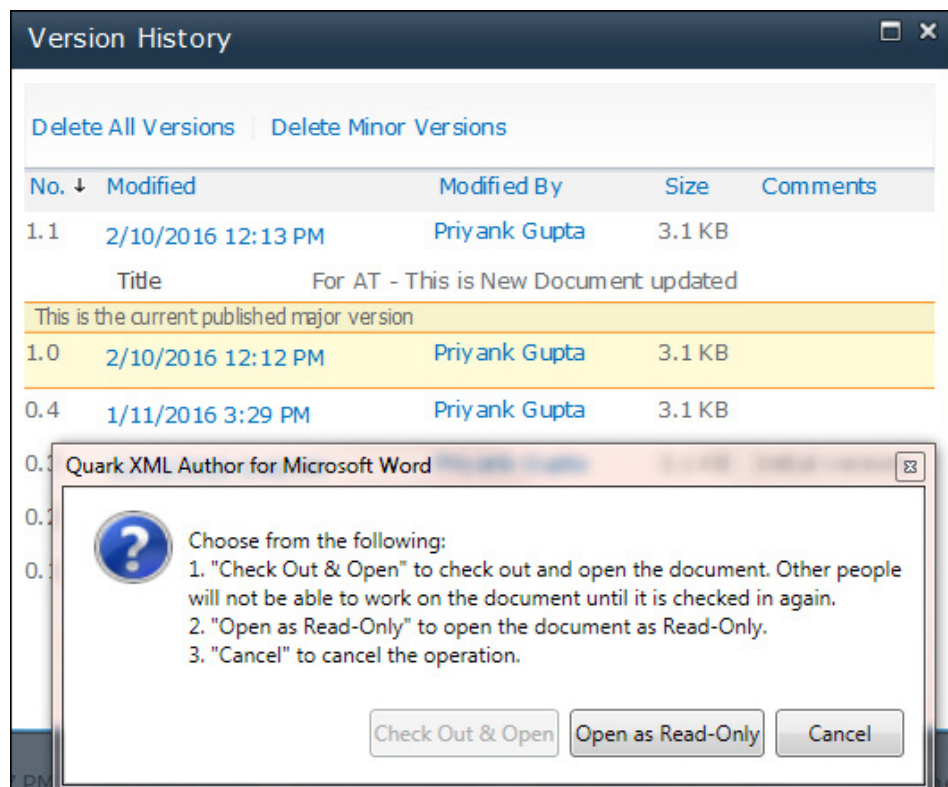 Version History
Delete All Versions Delete Minor Versions
No. ↓ Modified Modified By Size Comments
1.1 2/10/2016 12:13 PM Priyank Gupta 3.1 KB
Title For AT - This is New Document updated
This is the current published major version
1.0 2/10/2016 12:12 PM Priyank Gupta 3.1 KB
0.4 1/11/2016 3:29 PM Priyank Gupta 3.1 KB
Quark XML Author for Microsoft Word
Choose from the following:
1. "Check Out & Open" to check out and open the document. Other people
will not be able to work on the document until it is checked in again.
2. "Open as Read-Only" to open the document as Read-Only.
3. "Cancel" to cancel the operation.
Check Out & Open Open as Read-Only Cancel